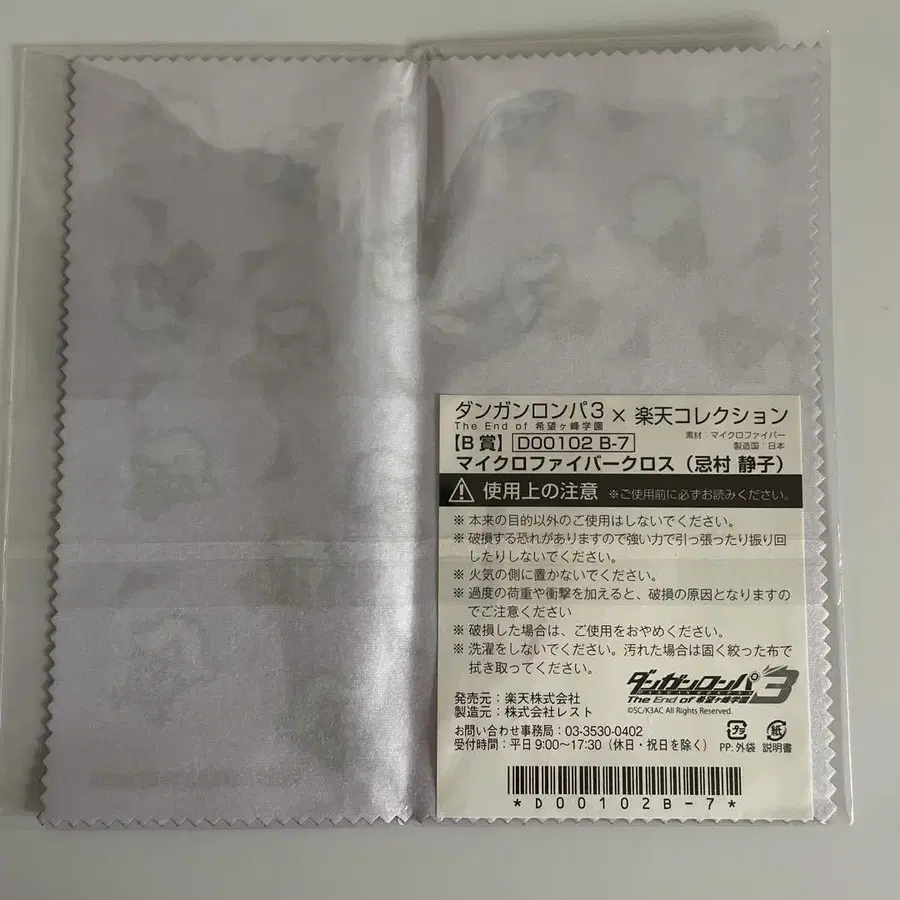 ダンガンロンパ3 × 楽天コレクション
The End of 希望ヶ峰学園
素材:マイクロファイバー
【B 賞】 D00102 B-7
製造国:日本
マイクロファイバークロス(忌村 静子)
使用上の注意 ※ご使用前に必ずお読みください。
※ 本来の目的以外のご使用はしないでください。
※ 破損する恐れがありますので強い力で引っ張ったり振り回
したりしないでください。
※ 火気の側に置かないでください。
※ 過度の荷重や衝撃を加えると、破損の原因となりますの
でご注意ください
※ 破損した場合は、ご使用をおやめください。
※ 洗濯をしないでください。汚れた場合は固く絞った布で
拭き取ってください。
ダンガンロンパ3
The End of 希望ヶ峰学園
©SC/K3AC All Rights Reserved.
発売元:楽天株式会社
製造元:株式会社レスト
お問い合わせ事務局:03-3530-0402
受付時間:平日 9:00〜17:30(休日・祝日を除く)
プラ 紙
PP:外袋 説明書
*D00102B-7*